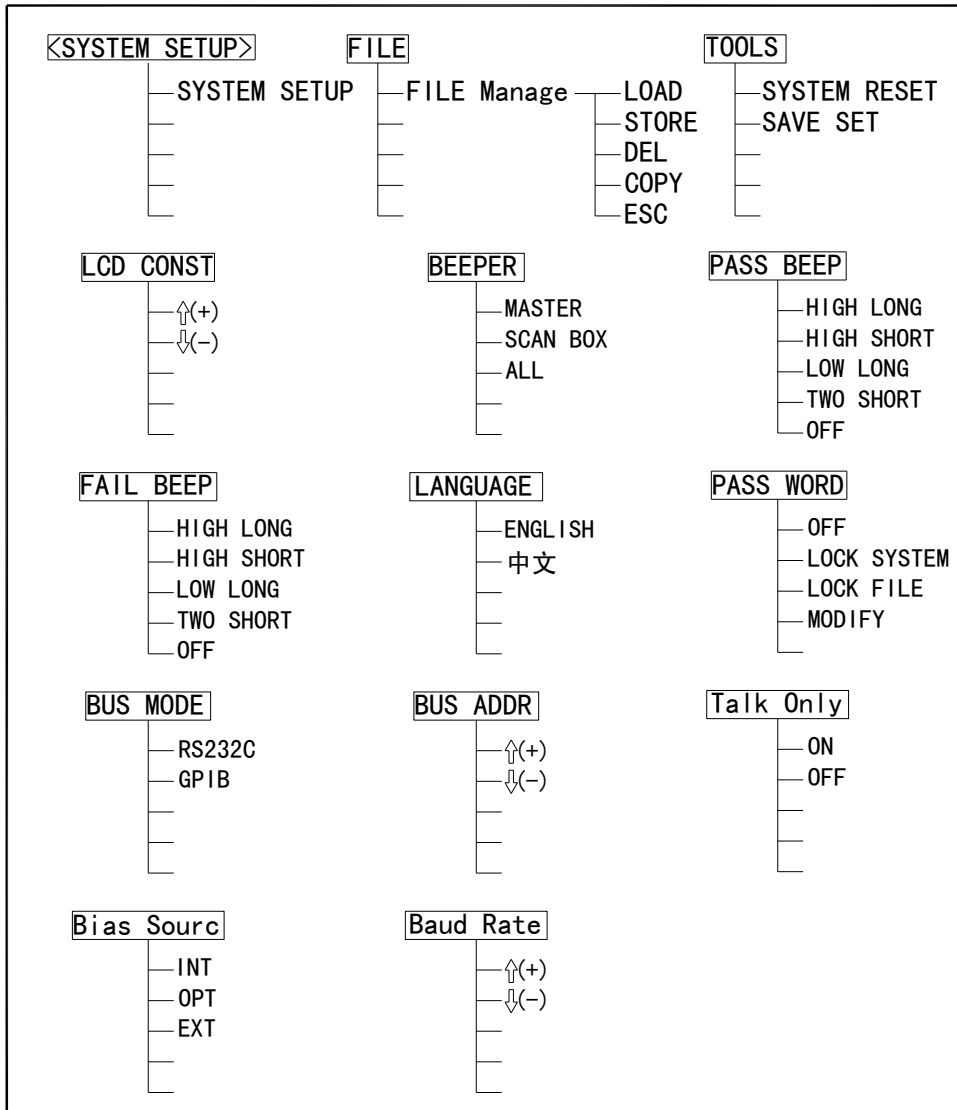 <SYSTEM SETUP>
SYSTEM SETUP
FILE
FILE Manage
LOAD
STORE
DEL
COPY
ESC
TOOLS
SYSTEM RESET
SAVE SET
LCD CONST
⇧(+)
⇩(-)
BEEPER
MASTER
SCAN BOX
ALL
PASS BEEP
HIGH LONG
HIGH SHORT
LOW LONG
TWO SHORT
OFF
FAIL BEEP
HIGH LONG
HIGH SHORT
LOW LONG
TWO SHORT
OFF
LANGUAGE
ENGLISH
中文
PASS WORD
OFF
LOCK SYSTEM
LOCK FILE
MODIFY
BUS MODE
RS232C
GPIB
BUS ADDR
⇧(+)
⇩(-)
Talk Only
ON
OFF
Bias Sourc
INT
OPT
EXT
Baud Rate
⇧(+)
⇩(-)